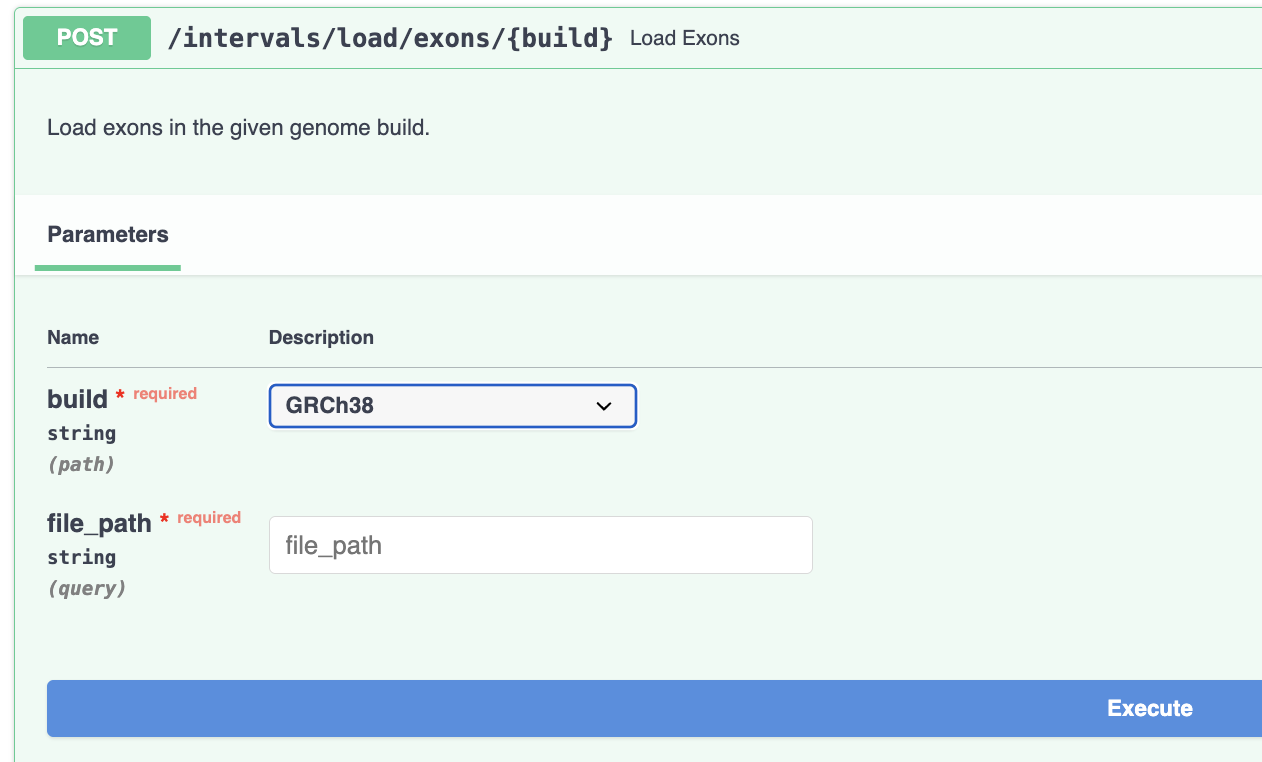 POST /intervals/load/exons/{build} Load Exons
Load exons in the given genome build.
Parameters
Name Description
build * required
GRCh38
string
(path)
file_path * required
file_path
string
(query)
Execute